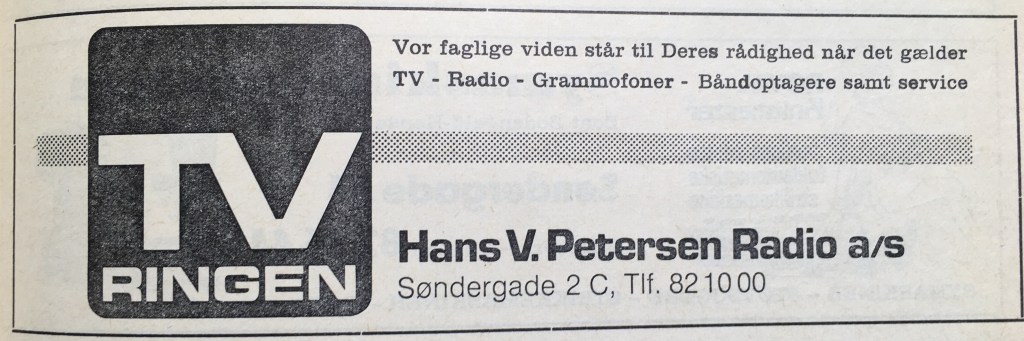 TV
RINGEN
Vor faglige viden står til Deres rådighed når det gælder
TV - Radio - Grammofoner - Båndoptagere samt service
Hans V. Petersen Radio a/s
Søndergade 2 C, Tlf. 82 10 00